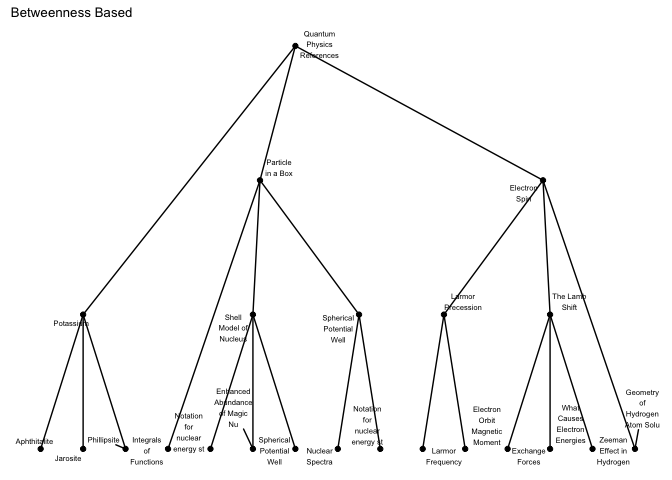 Betweenness Based
Quantum
Physics
References
Particle
in a Box
Electron
Spin
Potassium
Shell
Model of
Nucleus
Spherical
Potential
Well
Larmor
Precession
The Lamb
Shift
Aphthitalite
Jarosite
Phillipsite
Integrals
of
Functions
Notation
for
nuclear
energy st
Enhanced
Abundance
of Magic
Nu
Spherical
Potential
Well
Nuclear
Spectra
Notation
for
nuclear
energy st
Larmor
Frequency
Electron
Orbit
Magnetic
Moment
Exchange
Forces
What
Causes
Electron
Energies
Zeeman
Effect in
Hydrogen
Geometry
of
Hydrogen
Atom Solu